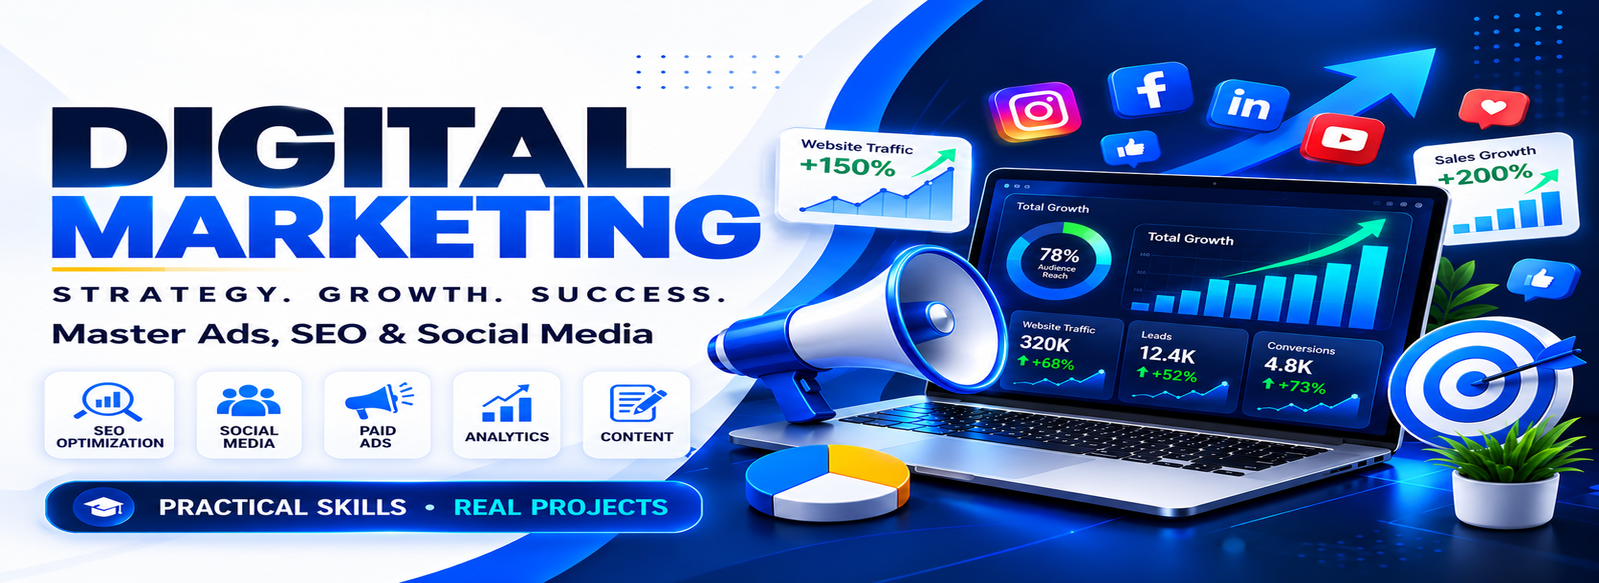 DIGITAL
MARKETING
STRATEGY. GROWTH. SUCCESS.
Master Ads, SEO & Social Media
SEO
OPTIMIZATION
SOCIAL
MEDIA
PAID
ADS
ANALYTICS
CONTENT
PRACTICAL SKILLS • REAL PROJECTS
Website Traffic
+150%
f
in
Sales Growth
+200%
Total Growth
78%
Audience
Reach
Total Growth
Website Traffic
320K
+68%
Leads
12.4K
+52%
Conversions
4.8K
+73%